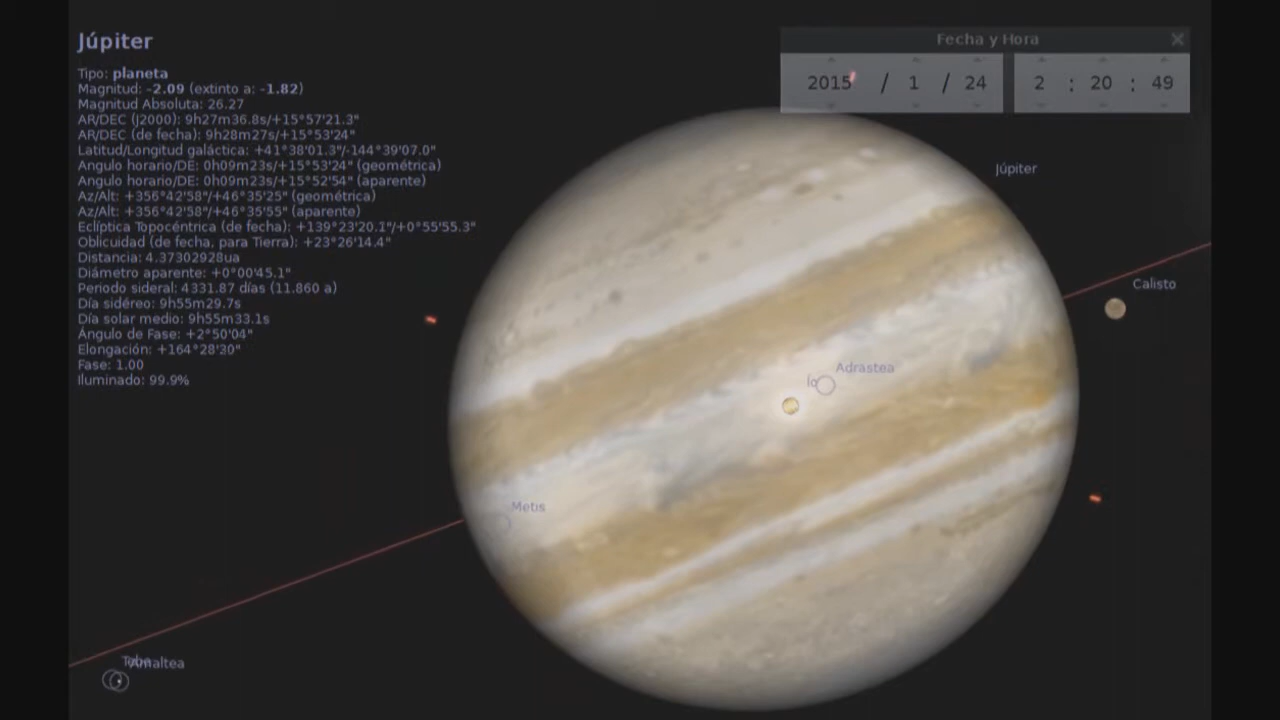 Júpiter
Tipo: planeta
Magnitud: -2.09 (extinto a: -1.82)
Magnitud Absoluta: 26.27
AR/DEC (J2000): 9h27m36.8s/+15°57'21.3"
AR/DEC (de fecha): 9h28m27s/+15°53'24"
Latitud/Longitud galáctica: +41°38'01.3"/-144°39'07.0"
Angulo horario/DE: 0h09m23s/+15°53'24" (geométrica)
Angulo horario/DE: 0h09m23s/+15°52'54" (aparente)
Az/Alt: +356°42'58"/+46°35'25" (geométrica)
Az/Alt: +356°42'58"/+46°35'55" (aparente)
Eclíptica Topocéntrica (de fecha): +139°23'20.1"/+0°55'55.3"
Oblicuidad (de fecha, para Tierra): +23°26'14.4"
Distancia: 4.37302928ua
Diámetro aparente: +0°00'45.1"
Periodo sideral: 4331.87 días (11.860 a)
Día sidéreo: 9h55m29.7s
Día solar medio: 9h55m33.1s
Ángulo de Fase: +2°50'04"
Elongación: +164°28'30"
Fase: 1.00
Iluminado: 99.9%
Fecha y Hora
2015 / 1 / 24 2 : 20 : 49
Júpiter
Calisto
Adrastea
Ío
Metis
Amaltea